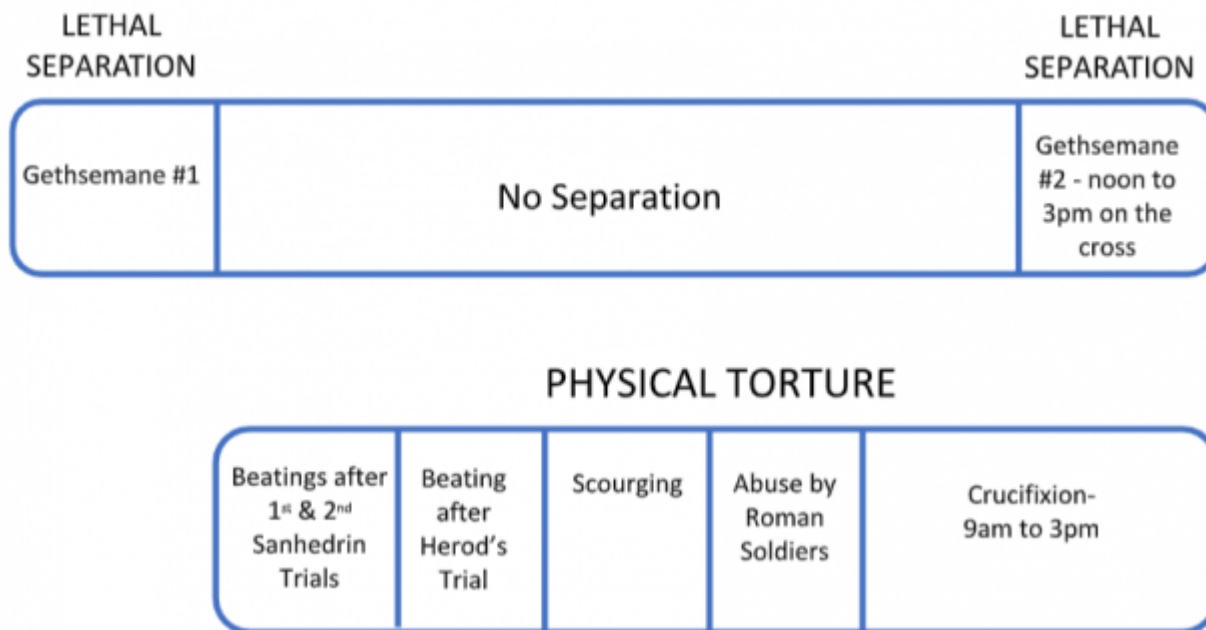 LETHAL
SEPARATION
LETHAL
SEPARATION
Gethsemane #1
No Separation
Gethsemane
#2 - noon to
3pm on the
cross
PHYSICAL TORTURE
Beatings after
1st & 2nd
Sanhedrin
Trials
Beating
after
Herod's
Trial
Scourging
Abuse by
Roman
Soldiers
Crucifixion-
9am to 3pm